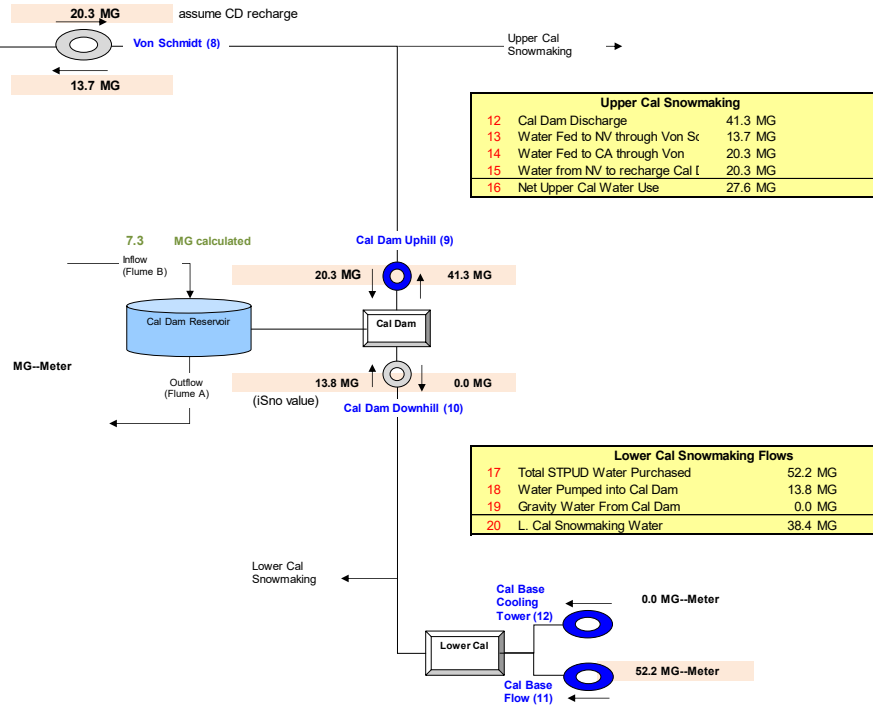 20.3 MG assume CD recharge
Von Schmidt (8)
13.7 MG
Upper Cal
Snowmaking
Upper Cal Snowmaking
12 Cal Dam Discharge 41.3 MG
13 Water Fed to NV through Von Sc 13.7 MG
14 Water Fed to CA through Von 20.3 MG
15 Water from NV to recharge Cal 20.3 MG
16 Net Upper Cal Water Use 27.6 MG
7.3 MG calculated
Inflow
(Flume B)
Cal Dam Uphill (9)
20.3 MG 41.3 MG
Cal Dam Reservoir
Cal Dam
MG--Meter
Outflow
(Flume A)
13.8 MG 0.0 MG
(iSno value)
Cal Dam Downhill (10)
Lower Cal Snowmaking Flows
17 Total STPUD Water Purchased 52.2 MG
18 Water Pumped into Cal Dam 13.8 MG
19 Gravity Water From Cal Dam 0.0 MG
20 L. Cal Snowmaking Water 38.4 MG
Lower Cal
Snowmaking
Cal Base
Cooling
Tower (12)
0.0 MG--Meter
Lower Cal
52.2 MG--Meter
Cal Base
Flow (11)